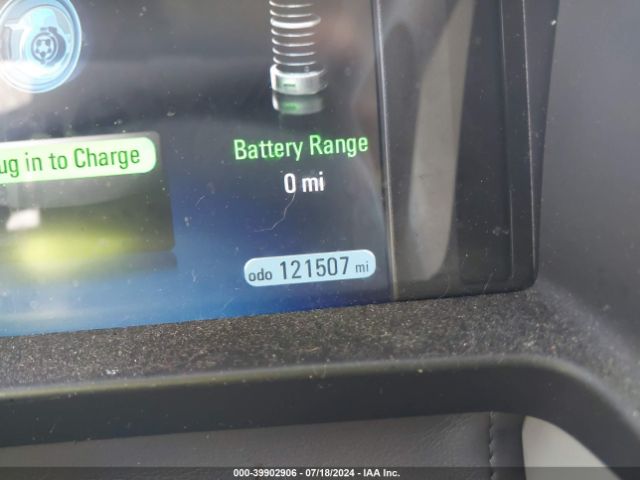 ug in to Charge
Battery Range
0 mi
odo 121507 mi
000-39902906 - 07/18/2024 - IAA Inc.